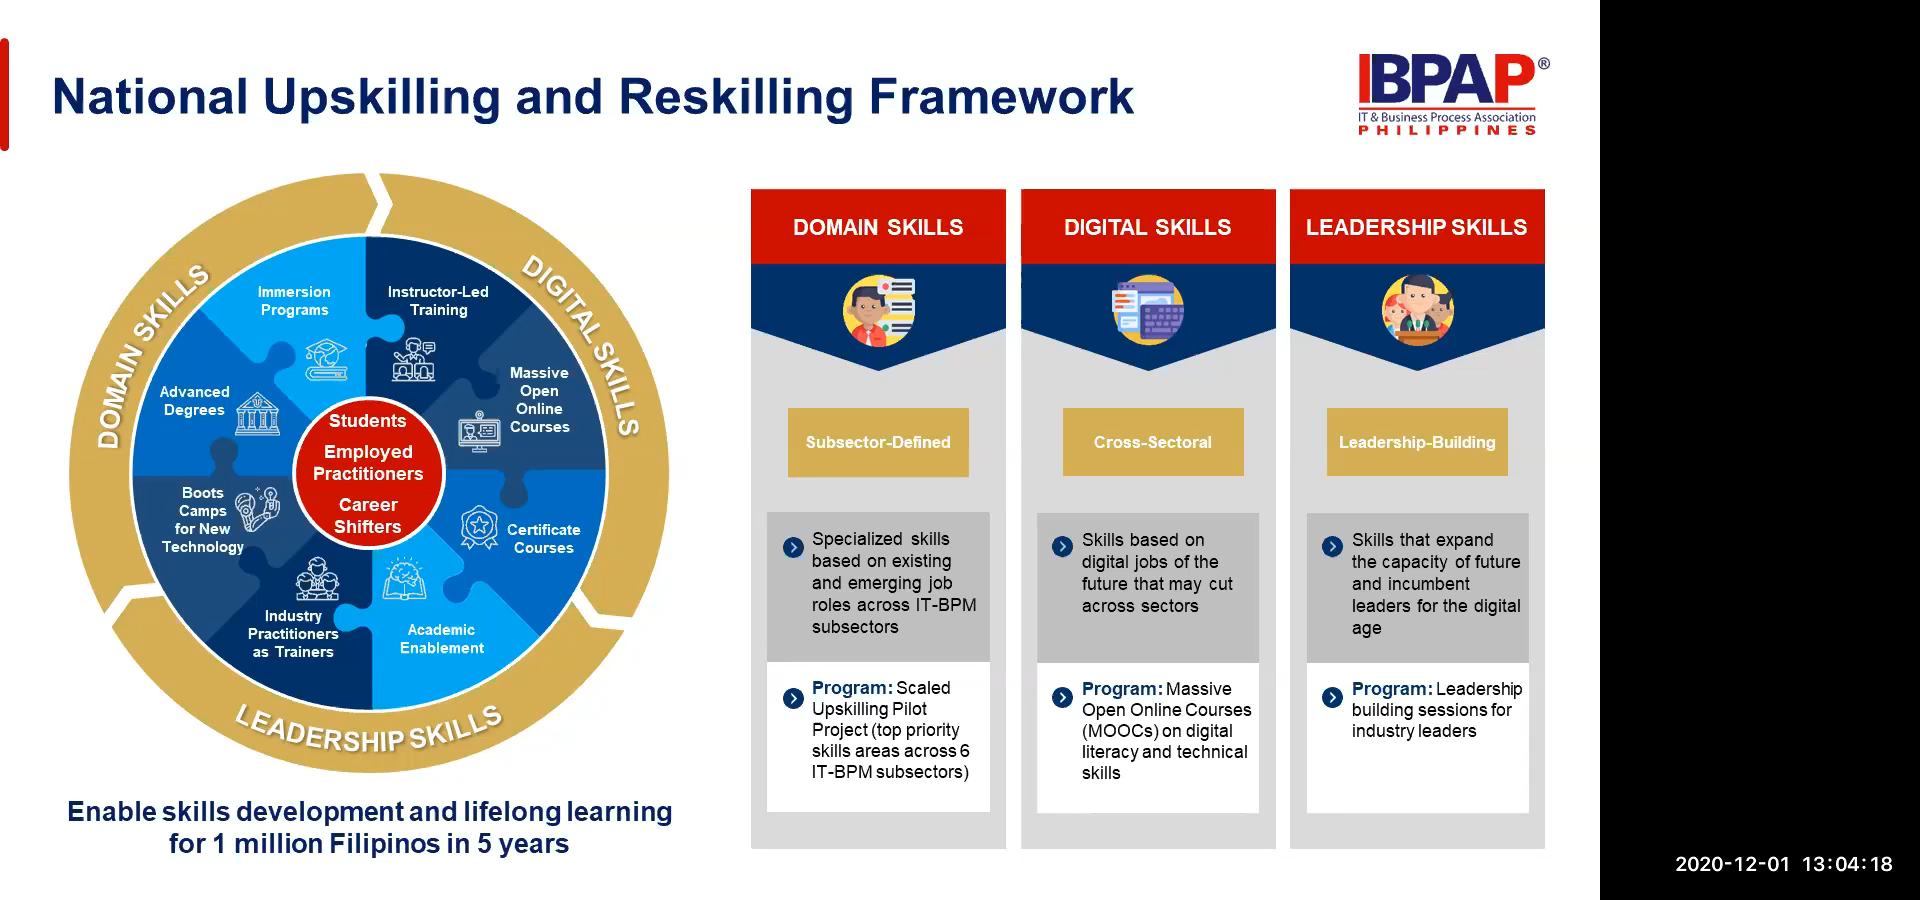 National Upskilling and Reskilling Framework
IBPAP®
IT & Business Process Association
PHILIPPINES
DOMAIN SKILLS
DIGITAL SKILLS
LEADERSHIP SKILLS
Immersion
Programs
Instructor-Led
Training
Massive
Open
Online
Courses
Certificate
Courses
Academic
Enablement
Industry
Practitioners
as Trainers
Boots
Camps
for New
Technology
Advanced
Degrees
Students
Employed
Practitioners
Career
Shifters
Enable skills development and lifelong learning
for 1 million Filipinos in 5 years
DOMAIN SKILLS
Subsector-Defined
Specialized skills
based on existing
and emerging job
roles across IT-BPM
subsectors
Program: Scaled
Upskilling Pilot
Project (top priority
skills areas across 6
IT-BPM subsectors)
DIGITAL SKILLS
Cross-Sectoral
Skills based on
digital jobs of the
future that may cut
across sectors
Program: Massive
Open Online Courses
(MOOCs) on digital
literacy and technical
skills
LEADERSHIP SKILLS
Leadership-Building
Skills that expand
the capacity of future
and incumbent
leaders for the digital
age
Program: Leadership
building sessions for
industry leaders
2020-12-01 13:04:18